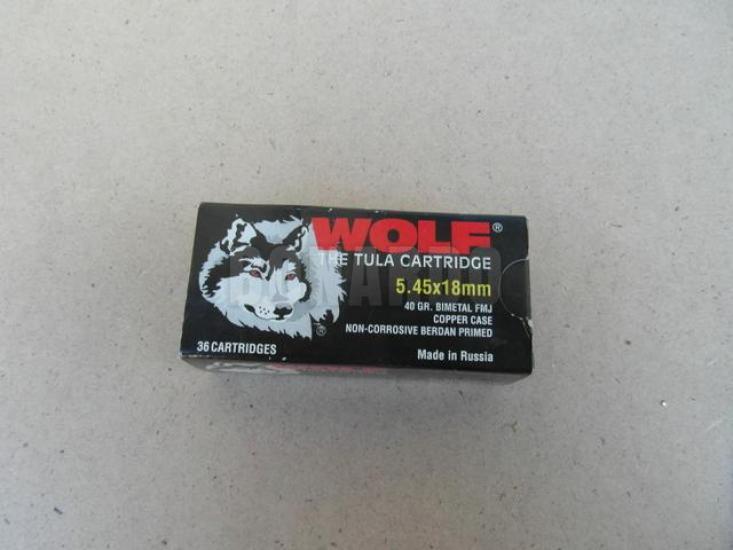 WOLF®
THE TULA CARTRIDGE
5.45x18mm
40 GR. BIMETAL FMJ
COPPER CASE
NON-CORROSIVE BERDAN PRIMED
®
36 CARTRIDGES
Made in Russia